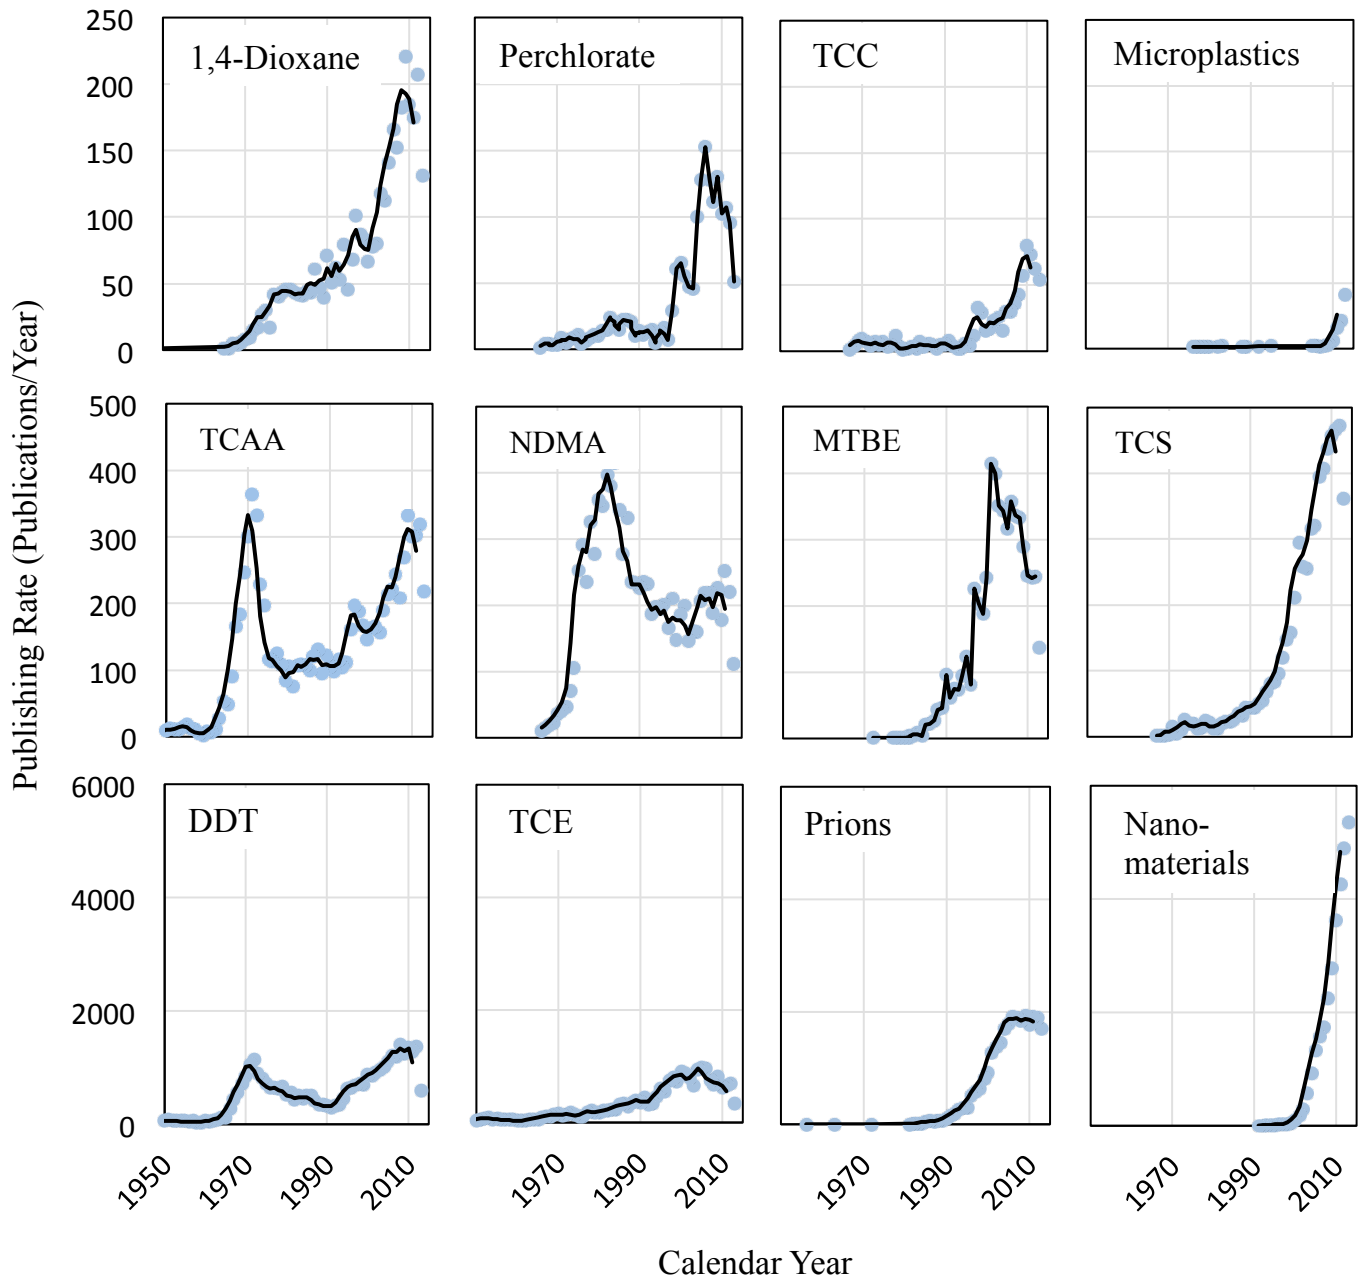 250
200
150
100
50
0
1,4-Dioxane
Perchlorate
TCC
Microplastics
Publishing Rate (Publications/Year)
500
400
300
200
100
0
TCAA
NDMA
MTBE
TCS
6000
4000
2000
0
DDT
TCE
Prions
Nano-
materials
1950 1970 1990 2010
1970 1990 2010
1970 1990 2010
1970 1990 2010
Calendar Year